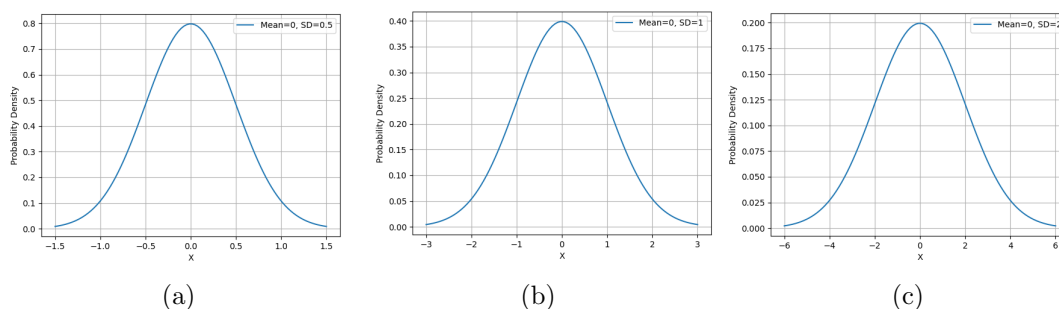 Mean=0, SD=0.5
Probability Density
0.8
0.7
0.6
0.5
0.4
0.3
0.2
0.1
0.0
−1.5 −1.0 −0.5 0.0 0.5 1.0 1.5
X
(a)
Mean=0, SD=1
Probability Density
0.40
0.35
0.30
0.25
0.20
0.15
0.10
0.05
0.00
−3 −2 −1 0 1 2 3
X
(b)
Mean=0, SD=2
Probability Density
0.200
0.175
0.150
0.125
0.100
0.075
0.050
0.025
0.000
−6 −4 −2 0 2 4 6
X
(c)